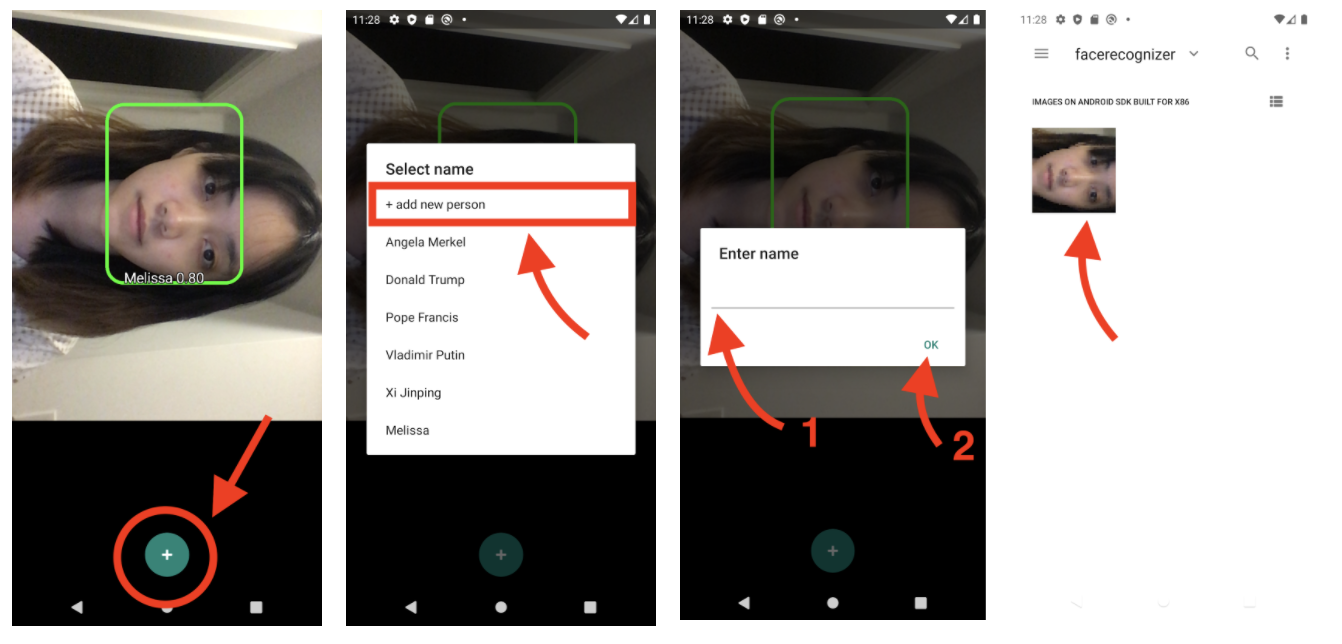 Melissa 0.80
+
11:28
Select name
+ add new person
Angela Merkel
Donald Trump
Pope Francis
Vladimir Putin
Xi Jinping
Melissa
+
11:28
Enter name
OK
1
2
+
11:28
facerecognizer
IMAGES ON ANDROID SDK BUILT FOR X86